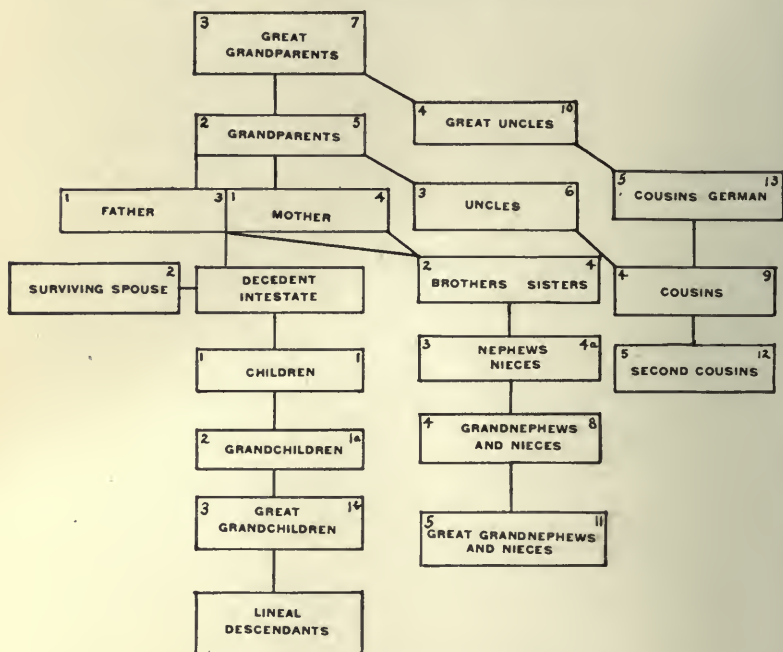 3 7
GREAT
GRANDPARENTS
4 10
GREAT UNCLES
2 5
GRANDPARENTS
5 13
COUSINS GERMAN
1 3
FATHER
1 4
MOTHER
3 6
UNCLES
2
SURVIVING SPOUSE
DECEDENT
INTESTATE
2 4
BROTHERS SISTERS
4 9
COUSINS
1 1
CHILDREN
3 4a
NEPHEWS
NIECES
5 12
SECOND COUSINS
2 1a
GRANDCHILDREN
4 8
GRANDNEPHEWS
AND NIECES
3 1b
GREAT
GRANDCHILDREN
5 11
GREAT GRANDNEPHEWS
AND NIECES
LINEAL
DESCENDANTS